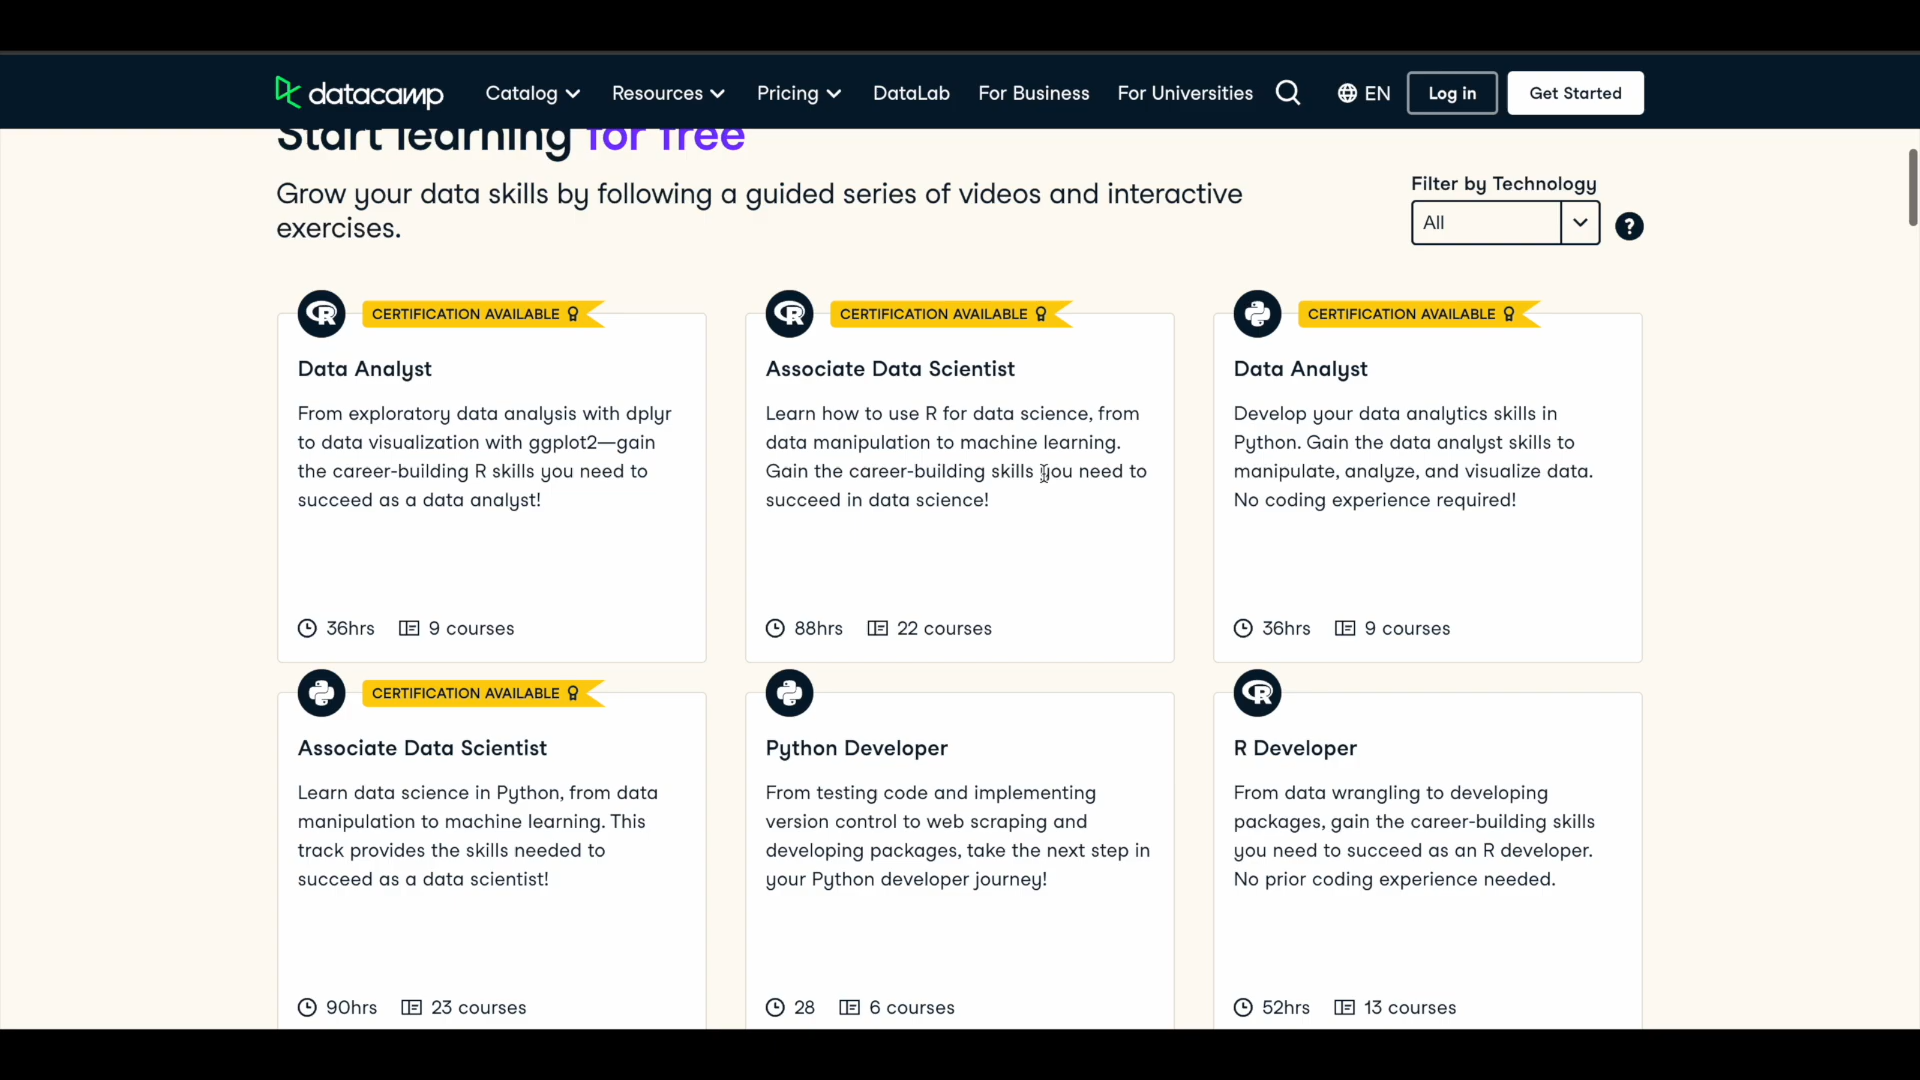 datacamp Catalog Resources Pricing DataLab For Business For Universities EN Log in Get Started
Start learning for free
Grow your data skills by following a guided series of videos and interactive
exercises.
Filter by Technology
All
?
CERTIFICATION AVAILABLE
Data Analyst
From exploratory data analysis with dplyr
to data visualization with ggplot2—gain
the career-building R skills you need to
succeed as a data analyst!
36hrs 9 courses
CERTIFICATION AVAILABLE
Associate Data Scientist
Learn how to use R for data science, from
data manipulation to machine learning.
Gain the career-building skills you need to
succeed in data science!
88hrs 22 courses
CERTIFICATION AVAILABLE
Data Analyst
Develop your data analytics skills in
Python. Gain the data analyst skills to
manipulate, analyze, and visualize data.
No coding experience required!
36hrs 9 courses
CERTIFICATION AVAILABLE
Associate Data Scientist
Learn data science in Python, from data
manipulation to machine learning. This
track provides the skills needed to
succeed as a data scientist!
90hrs 23 courses
Python Developer
From testing code and implementing
version control to web scraping and
developing packages, take the next step in
your Python developer journey!
28 6 courses
R Developer
From data wrangling to developing
packages, gain the career-building skills
you need to succeed as an R developer.
No prior coding experience needed.
52hrs 13 courses